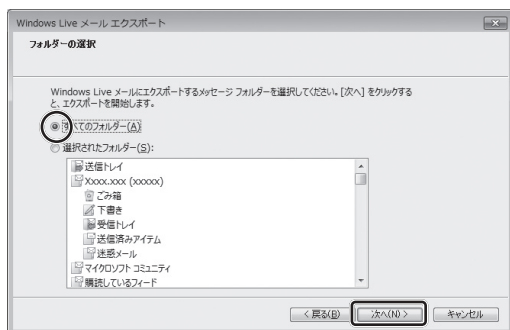 Windows Live メール エクスポート
フォルダーの選択
Windows Live メールにエクスポートするメッセージ フォルダーを選択してください。[次へ] をクリックする
と、エクスポートを開始します。
すべてのフォルダー(A)
選択されたフォルダー(S):
送信トレイ
Xxxx.xxx (xxxxx)
ごみ箱
下書き
受信トレイ
送信済みアイテム
迷惑メール
マイクロソフト コミュニティ
購読しているフィード
< 戻る(B)
次へ(N) >
キャンセル